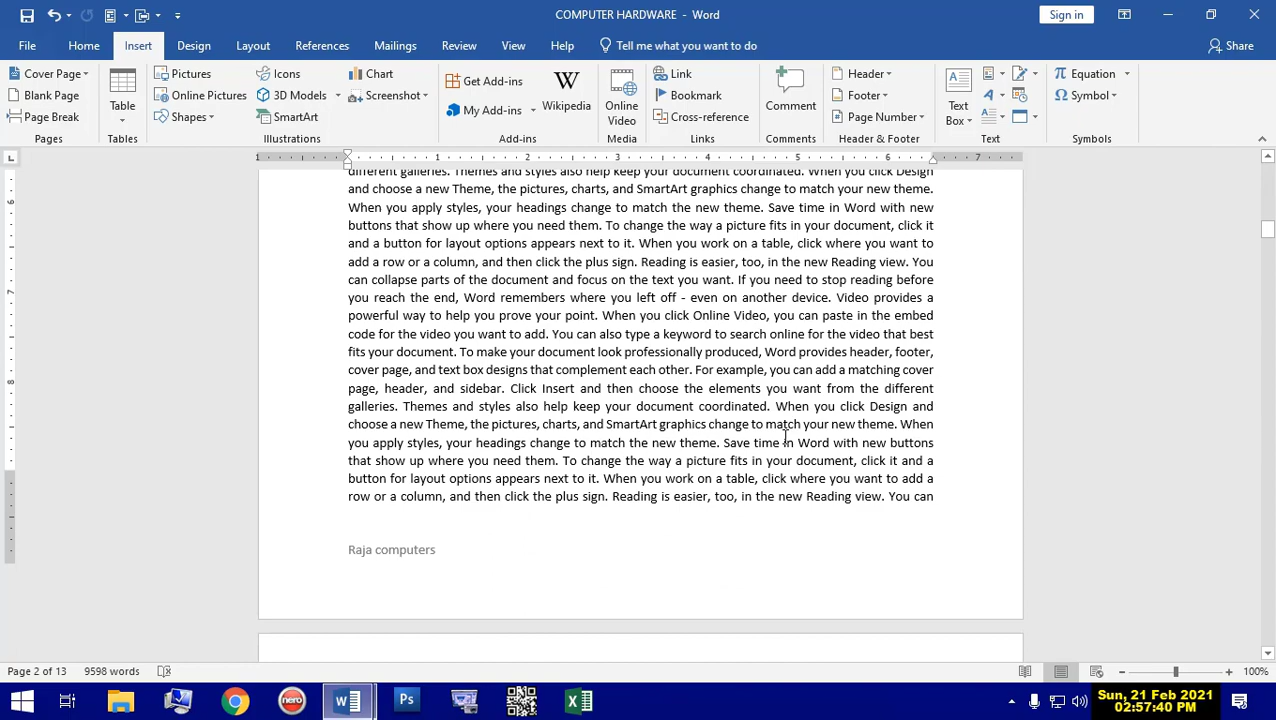 COMPUTER HARDWARE - Word
Sign in
File Home Insert Design Layout References Mailings Review View Help Tell me what you want to do Share
Cover Page
Blank Page
Page Break
Pages
Table
Tables
Pictures
Online Pictures
Shapes
Icons
3D Models
SmartArt
Chart
Screenshot
Illustrations
Get Add-ins
My Add-ins
Wikipedia
Add-ins
Online
Video
Media
Link
Bookmark
Cross-reference
Links
Comment
Comments
Header
Footer
Page Number
Header & Footer
Text
Box
Text
Equation
Symbol
Symbols
1 1 2 3 4 5 6 7
6
7
8
different galleries. Themes and styles also help keep your document coordinated. When you click Design
and choose a new Theme, the pictures, charts, and SmartArt graphics change to match your new theme.
When you apply styles, your headings change to match the new theme. Save time in Word with new
buttons that show up where you need them. To change the way a picture fits in your document, click it
and a button for layout options appears next to it. When you work on a table, click where you want to
add a row or a column, and then click the plus sign. Reading is easier, too, in the new Reading view. You
can collapse parts of the document and focus on the text you want. If you need to stop reading before
you reach the end, Word remembers where you left off - even on another device. Video provides a
powerful way to help you prove your point. When you click Online Video, you can paste in the embed
code for the video you want to add. You can also type a keyword to search online for the video that best
fits your document. To make your document look professionally produced, Word provides header, footer,
cover page, and text box designs that complement each other. For example, you can add a matching cover
page, header, and sidebar. Click Insert and then choose the elements you want from the different
galleries. Themes and styles also help keep your document coordinated. When you click Design and
choose a new Theme, the pictures, charts, and SmartArt graphics change to match your new theme. When
you apply styles, your headings change to match the new theme. Save time in Word with new buttons
that show up where you need them. To change the way a picture fits in your document, click it and a
button for layout options appears next to it. When you work on a table, click where you want to add a
row or a column, and then click the plus sign. Reading is easier, too, in the new Reading view. You can
Raja computers
Page 2 of 13 9598 words 100%
Sun, 21 Feb 2021
02:57:40 PM